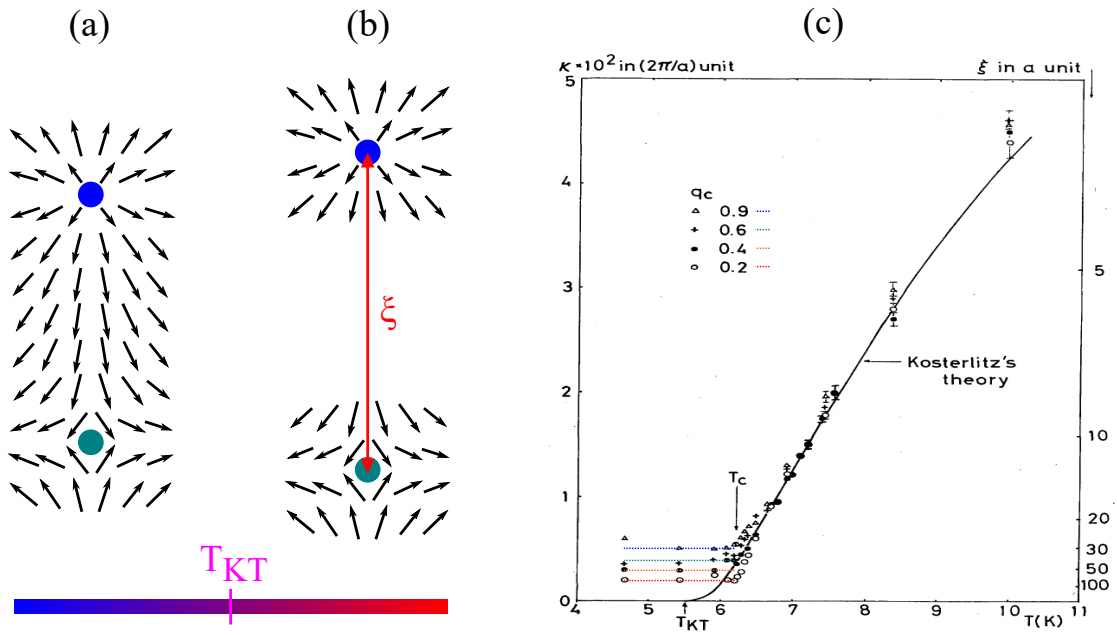 (a)
(b)
(c)
ξ
T_KT
κ×10² in (2π/a) unit
ξ in a unit
5
4
3
2
1
0
q_c
0.9
0.6
0.4
0.2
Kosterlitz's
theory
T_C
5
10
20
30
50
100
4
5
6
7
8
9
10
T(K)
11
T_KT